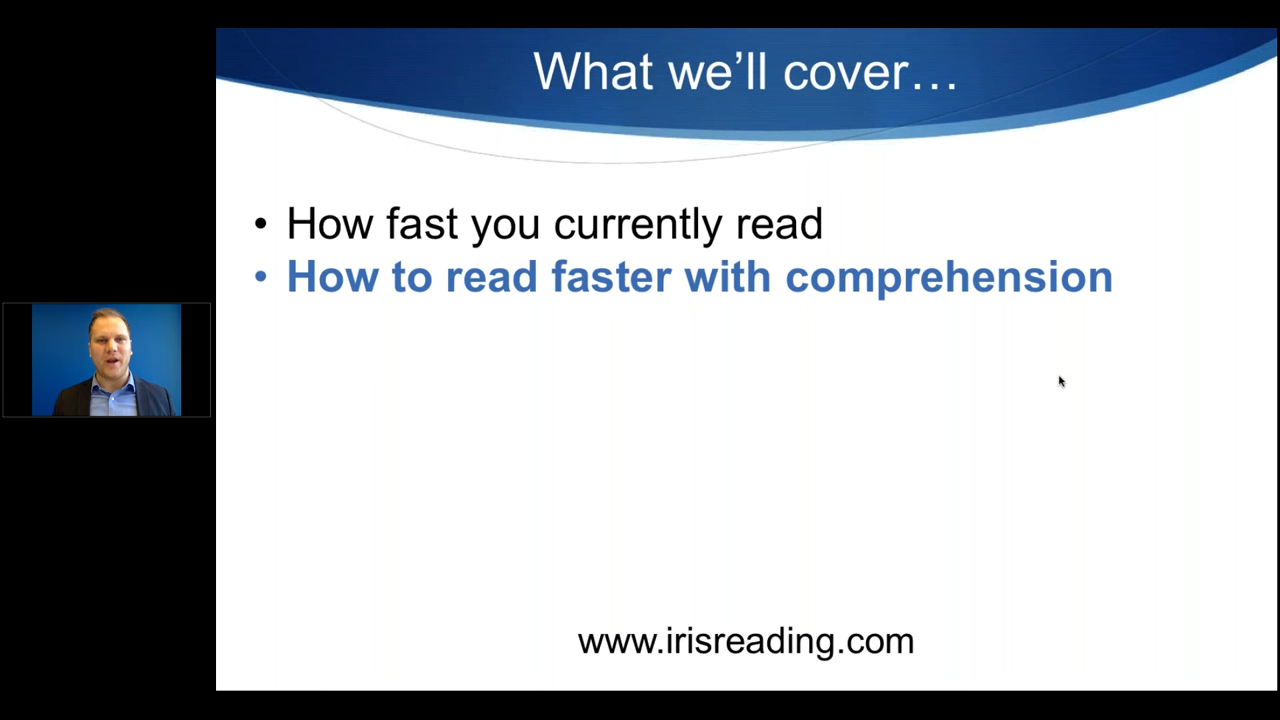 What we’ll cover…
• How fast you currently read
• How to read faster with comprehension
www.irisreading.com